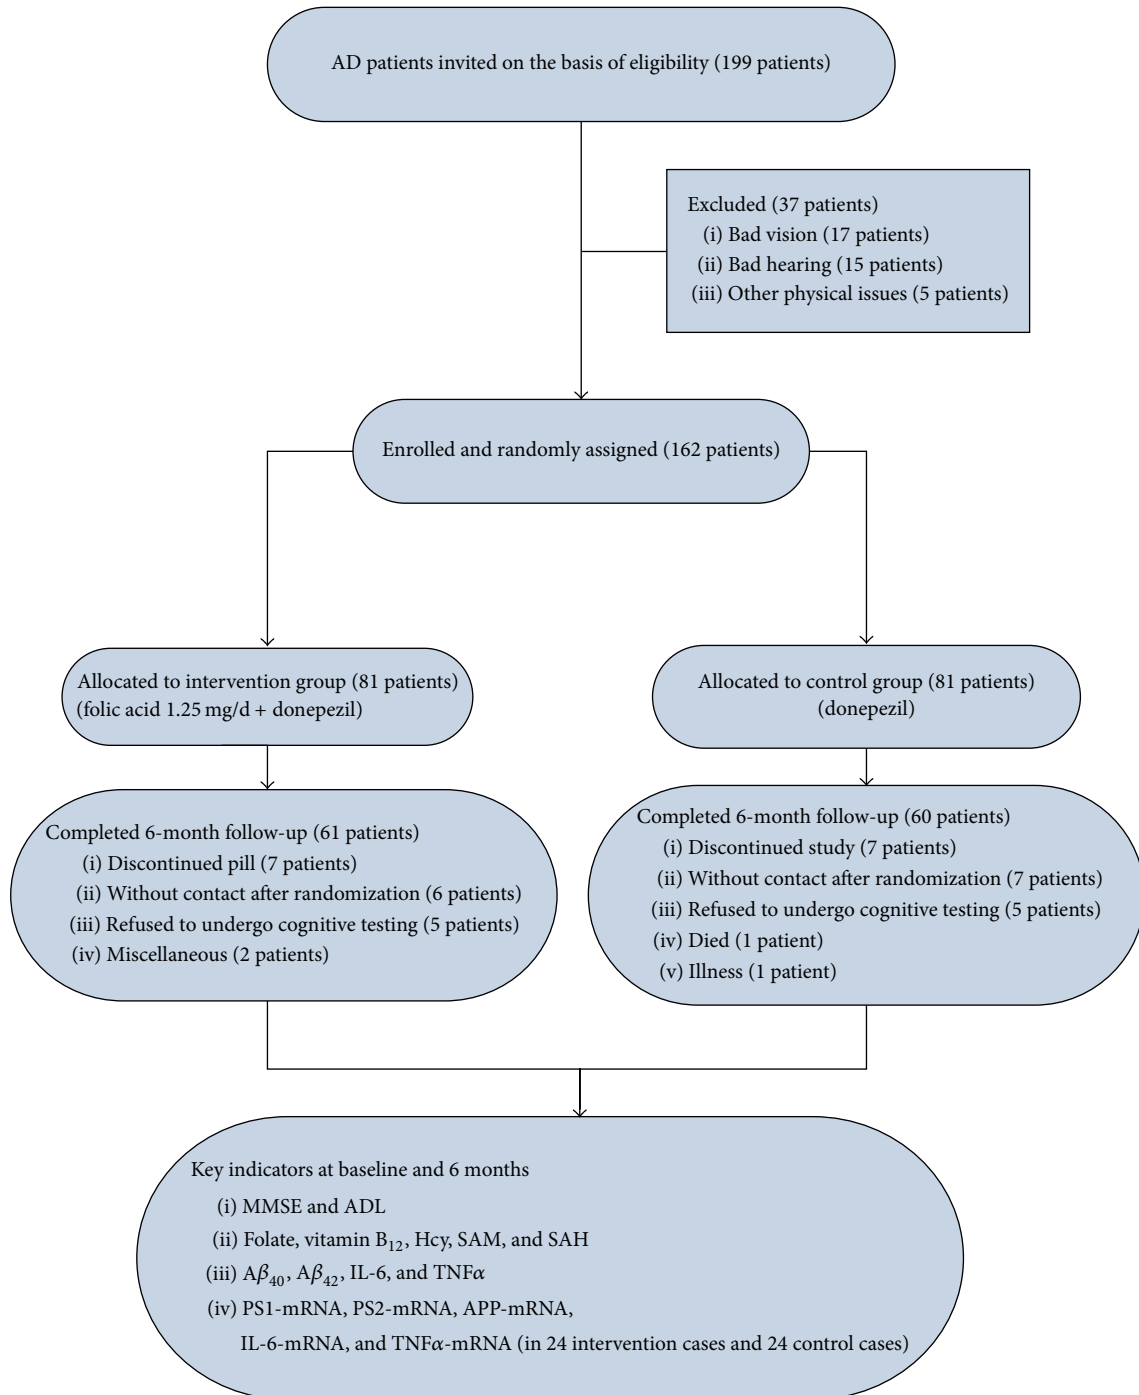 AD patients invited on the basis of eligibility (199 patients)
Excluded (37 patients)
(i) Bad vision (17 patients)
(ii) Bad hearing (15 patients)
(iii) Other physical issues (5 patients)
Enrolled and randomly assigned (162 patients)
Allocated to intervention group (81 patients)
(folic acid 1.25 mg/d + donepezil)
Allocated to control group (81 patients)
(donepezil)
Completed 6-month follow-up (61 patients)
(i) Discontinued pill (7 patients)
(ii) Without contact after randomization (6 patients)
(iii) Refused to undergo cognitive testing (5 patients)
(iv) Miscellaneous (2 patients)
Completed 6-month follow-up (60 patients)
(i) Discontinued study (7 patients)
(ii) Without contact after randomization (7 patients)
(iii) Refused to undergo cognitive testing (5 patients)
(iv) Died (1 patient)
(v) Illness (1 patient)
Key indicators at baseline and 6 months
(i) MMSE and ADL
(ii) Folate, vitamin B₁₂, Hcy, SAM, and SAH
(iii) Aβ₄₀, Aβ₄₂, IL-6, and TNFα
(iv) PS1-mRNA, PS2-mRNA, APP-mRNA,
IL-6-mRNA, and TNFα-mRNA (in 24 intervention cases and 24 control cases)